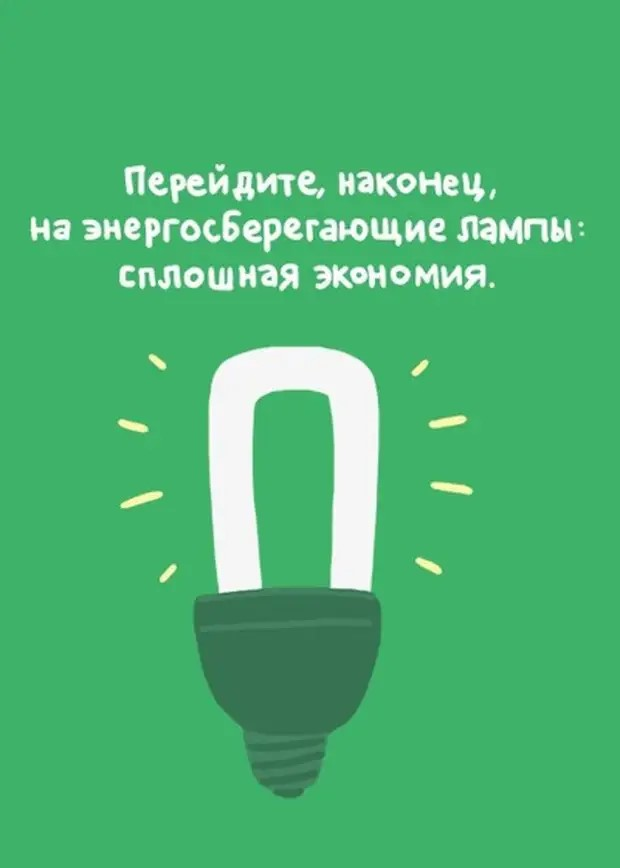 Перейдите, наконец,
на энергосберегающие лампы:
сплошная экономия.